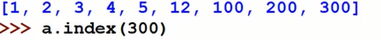 [1, 2, 3, 4, 5, 12, 100, 200, 300]
>>> a.index(300)